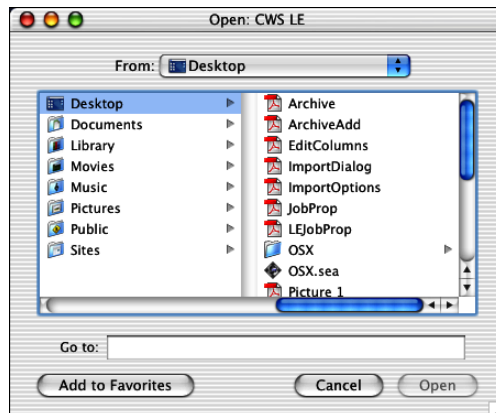 Open: CWS LE
From: Desktop
Desktop
Documents
Library
Movies
Music
Pictures
Public
Sites
Archive
ArchiveAdd
EditColumns
ImportDialog
ImportOptions
JobProp
LEJobProp
OSX
OSX.sea
Picture 1
Go to:
Add to Favorites
Cancel
Open